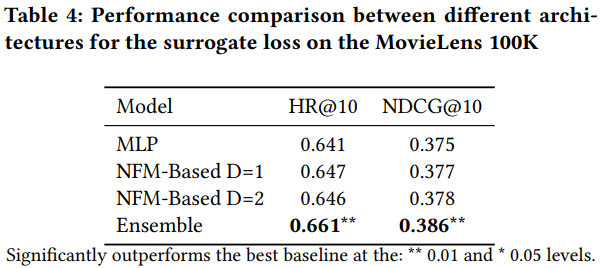 Table 4: Performance comparison between different archi-
tectures for the surrogate loss on the MovieLens 100K
Model HR@10 NDCG@10
MLP 0.641 0.375
NFM-Based D=1 0.647 0.377
NFM-Based D=2 0.646 0.378
Ensemble 0.661** 0.386**
Significantly outperforms the best baseline at the: ** 0.01 and * 0.05 levels.